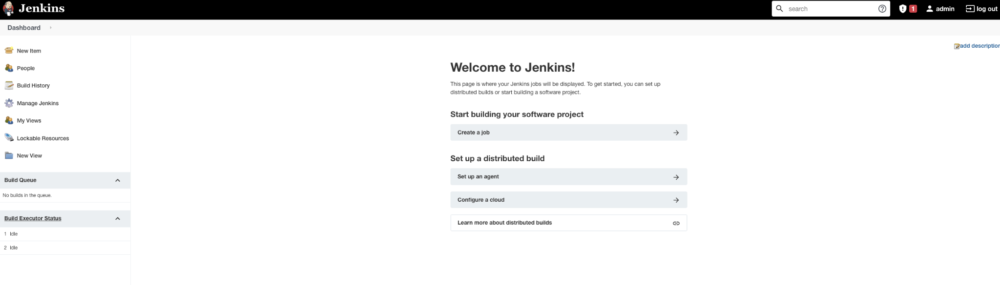 Jenkins
search
1
admin
log out
Dashboard
add description
New Item
People
Build History
Manage Jenkins
My Views
Lockable Resources
New View
Build Queue
No builds in the queue.
Build Executor Status
1 Idle
2 Idle
Welcome to Jenkins!
This page is where your Jenkins jobs will be displayed. To get started, you can set up
distributed builds or start building a software project.
Start building your software project
Create a job
Set up a distributed build
Set up an agent
Configure a cloud
Learn more about distributed builds